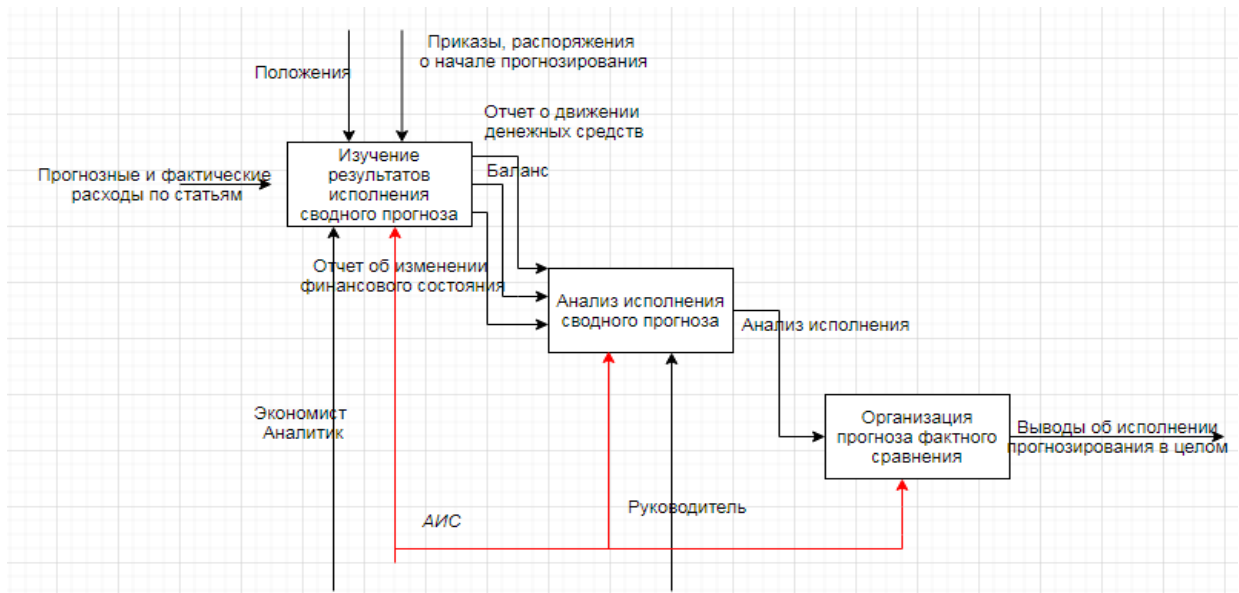 Приказы, распоряжения
о начале прогнозирования
Положения
Отчет о движении
денежных средств
Изучение
результатов
исполнения
сводного прогноза
Баланс
Прогнозные и фактические
расходы по статьям
Отчет об изменении
финансового состояния
Анализ исполнения
сводного прогноза
Анализ исполнения
Экономист
Аналитик
Организация
прогноза фактного
сравнения
Выводы об исполнении
прогнозирования в целом
Руководитель
АИС